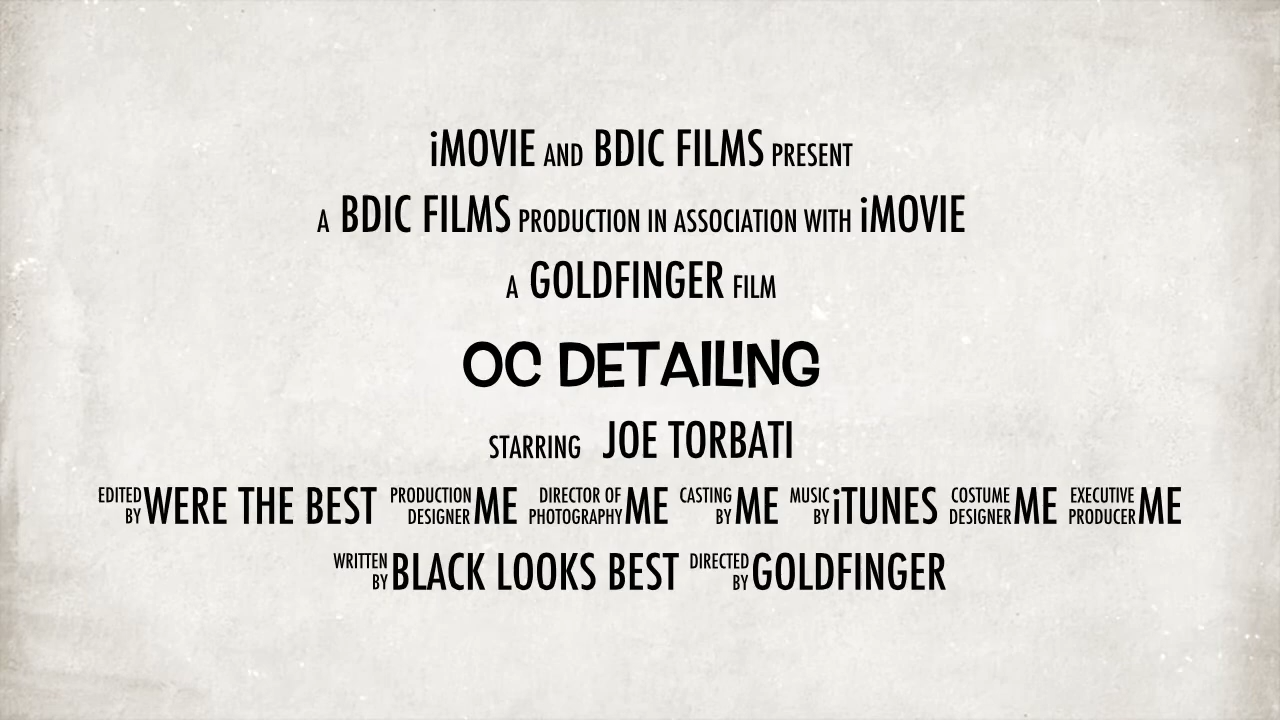 iMOVIE AND BDIC FILMS PRESENT
A BDIC FILMS PRODUCTION IN ASSOCIATION WITH iMOVIE
A GOLDFINGER FILM
OC DETAILING
STARRING JOE TORBATI
EDITED BY WERE THE BEST PRODUCTION DESIGNER ME DIRECTOR OF PHOTOGRAPHY ME CASTING BY ME MUSIC BY iTUNES COSTUME DESIGNER ME EXECUTIVE PRODUCER ME
WRITTEN BY BLACK LOOKS BEST DIRECTED BY GOLDFINGER